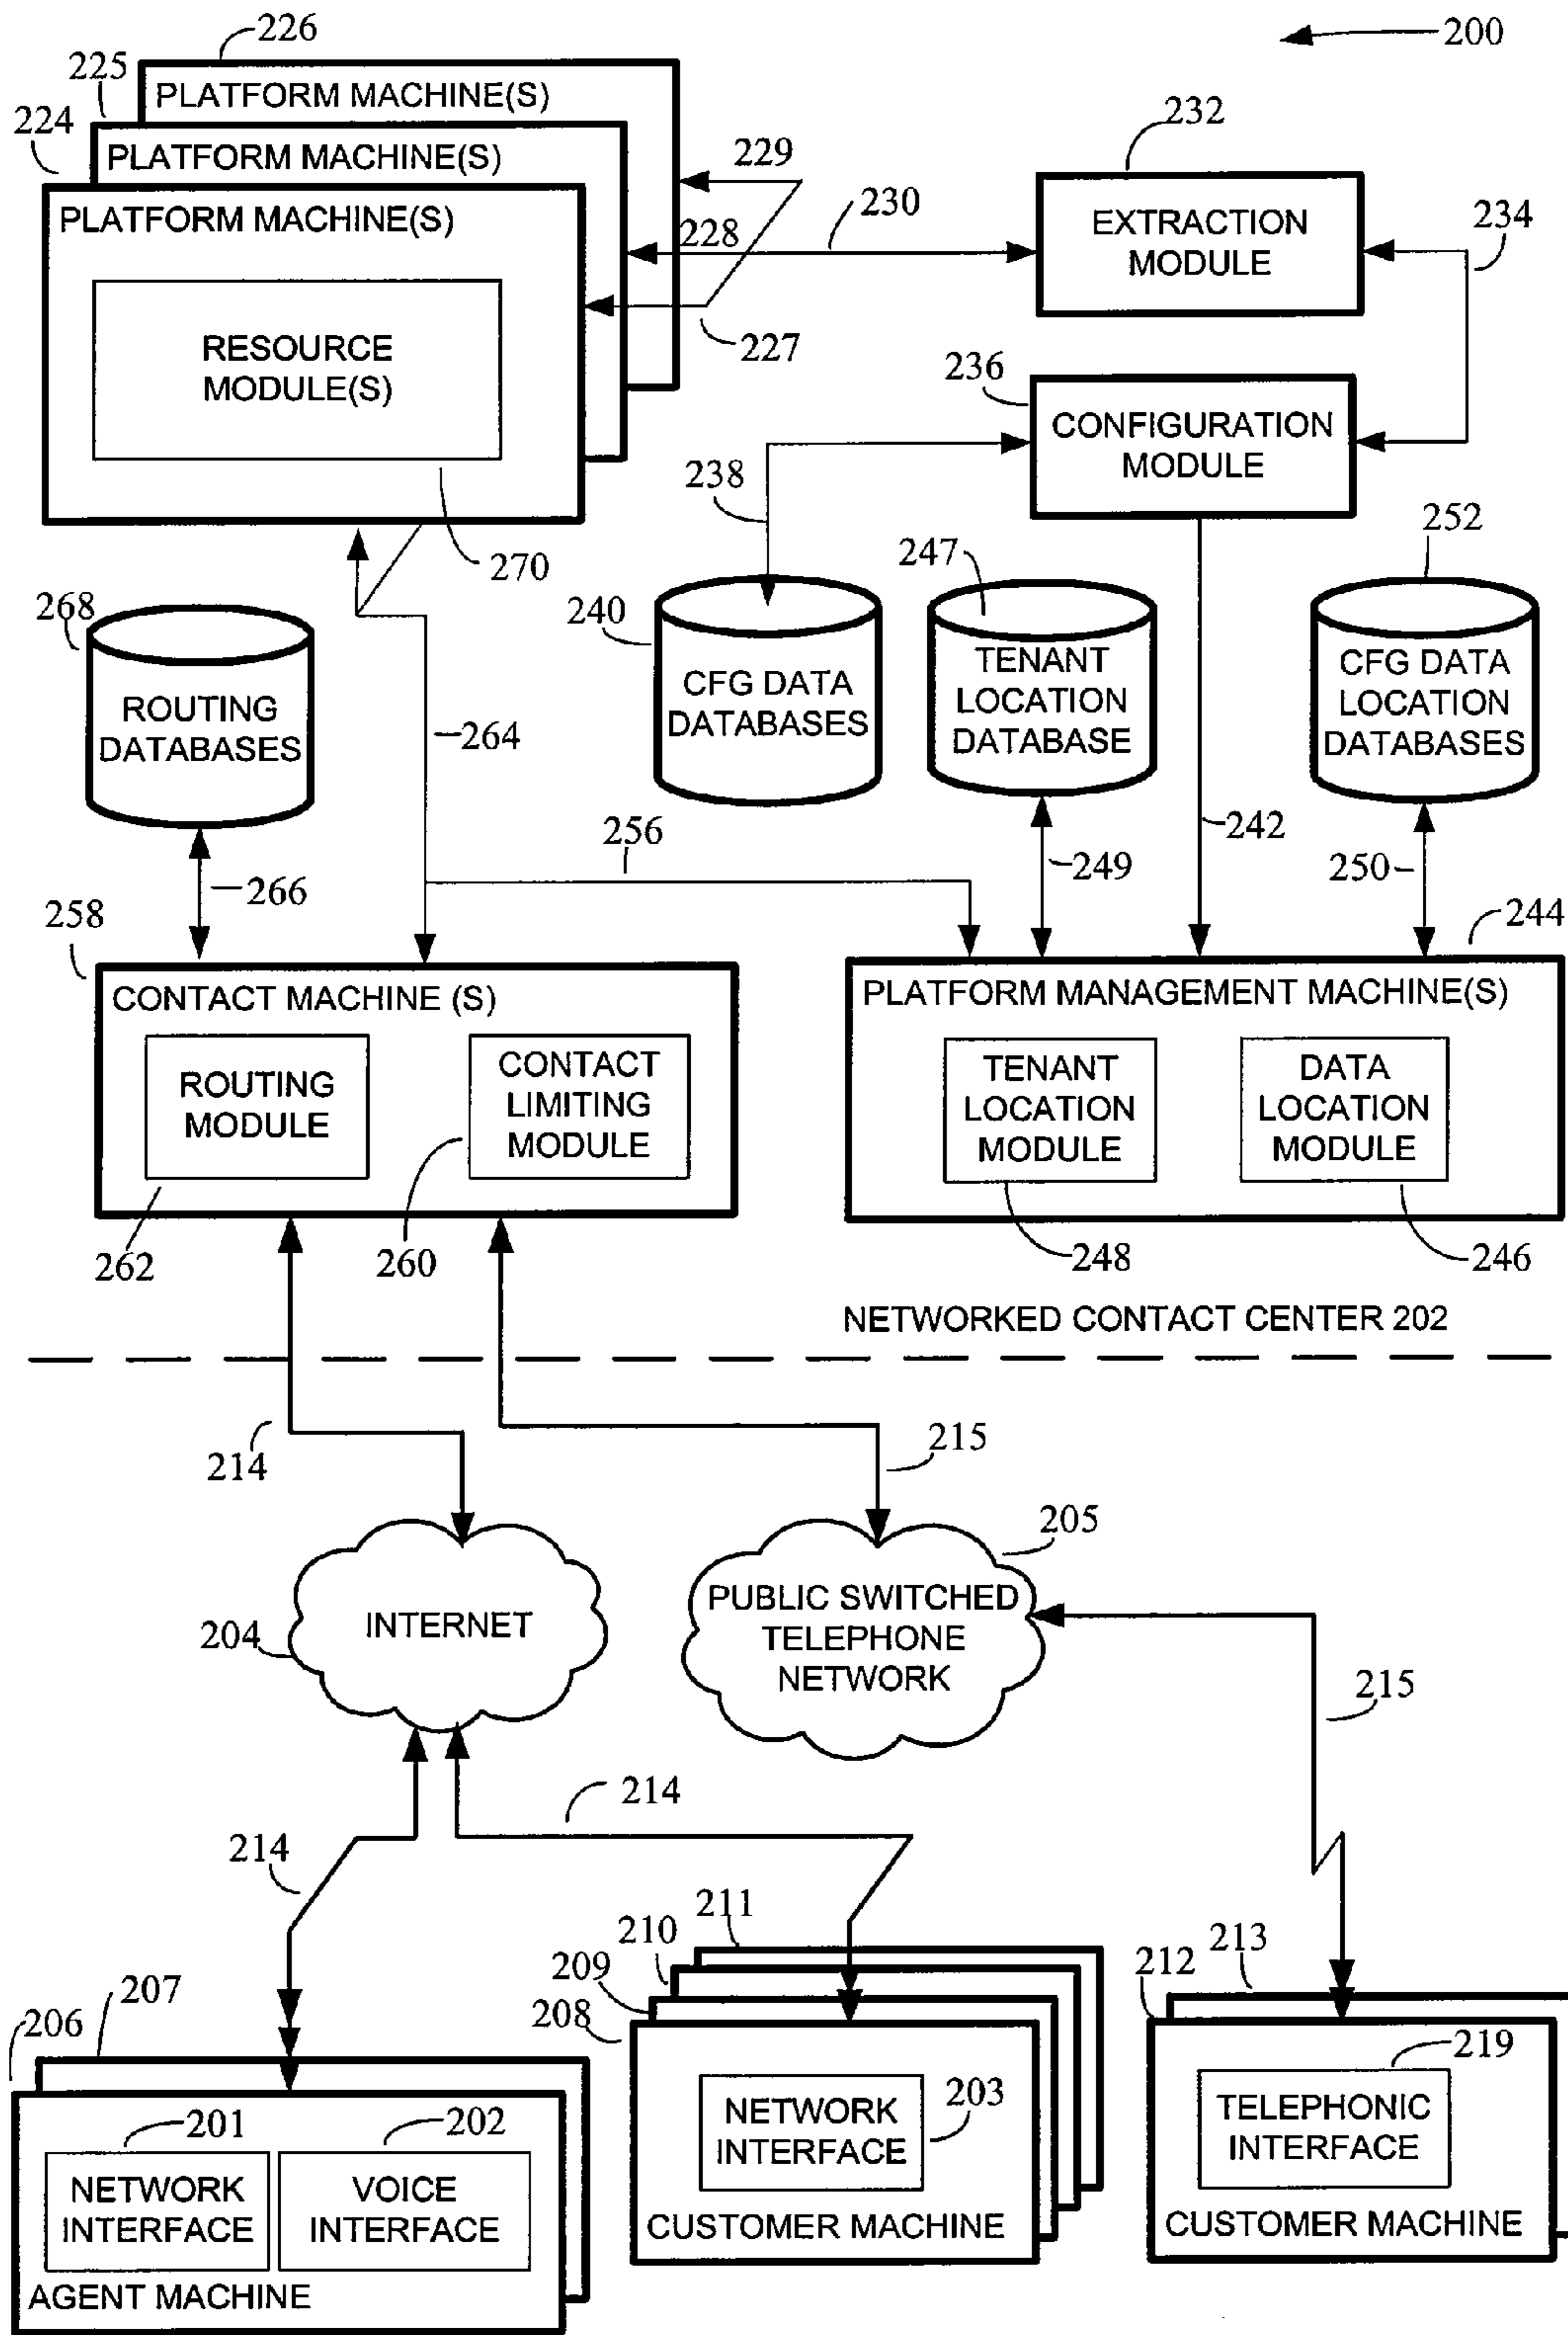 200
226
PLATFORM MACHINE(S)
225
PLATFORM MACHINE(S)
224
PLATFORM MACHINE(S)
RESOURCE
MODULE(S)
270
229
228
227
230
232
EXTRACTION
MODULE
234
236
CONFIGURATION
MODULE
238
240
CFG DATA
DATABASES
247
TENANT
LOCATION
DATABASE
252
CFG DATA
LOCATION
DATABASES
268
ROUTING
DATABASES
264
266
256
249
242
250
258
CONTACT MACHINE (S)
ROUTING
MODULE
CONTACT
LIMITING
MODULE
262
260
244
PLATFORM MANAGEMENT MACHINE(S)
TENANT
LOCATION
MODULE
DATA
LOCATION
MODULE
248
246
NETWORKED CONTACT CENTER 202
214
215
204
INTERNET
205
PUBLIC SWITCHED
TELEPHONE
NETWORK
215
214
214
206
207
201
202
NETWORK
INTERFACE
VOICE
INTERFACE
AGENT MACHINE
211
210
209
208
NETWORK
INTERFACE
203
CUSTOMER MACHINE
213
212
219
TELEPHONIC
INTERFACE
CUSTOMER MACHINE